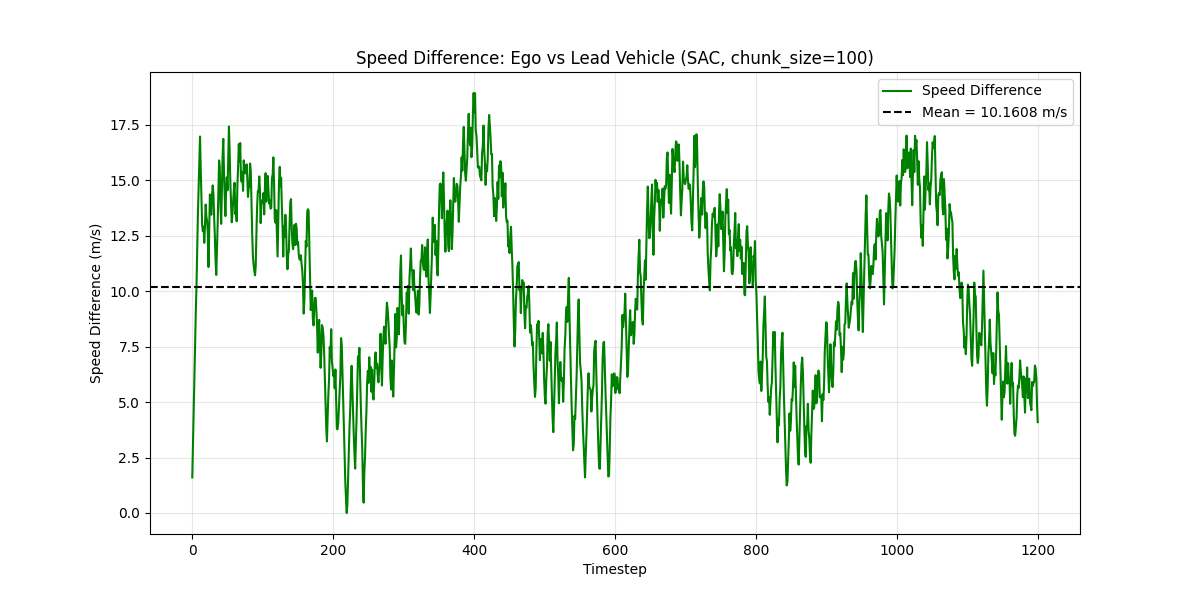 Speed Difference: Ego vs Lead Vehicle (SAC, chunk_size=100)
Speed Difference
Mean = 10.1608 m/s
Speed Difference (m/s)
17.5
15.0
12.5
10.0
7.5
5.0
2.5
0.0
0 200 400 600 800 1000 1200
Timestep